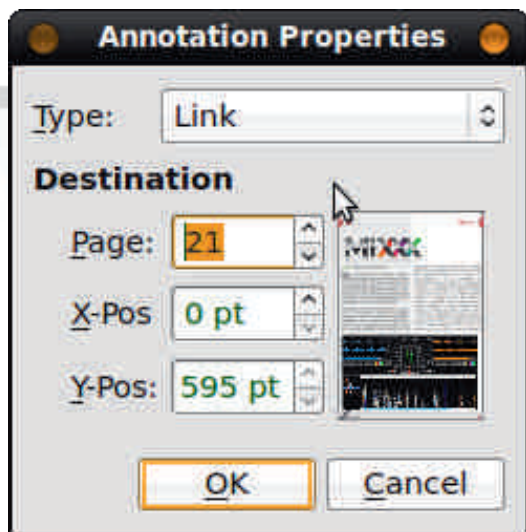 Annotation Properties
Type: Link
Destination
Page: 21
MIXXX
X-Pos 0 pt
Y-Pos: 595 pt
OK Cancel